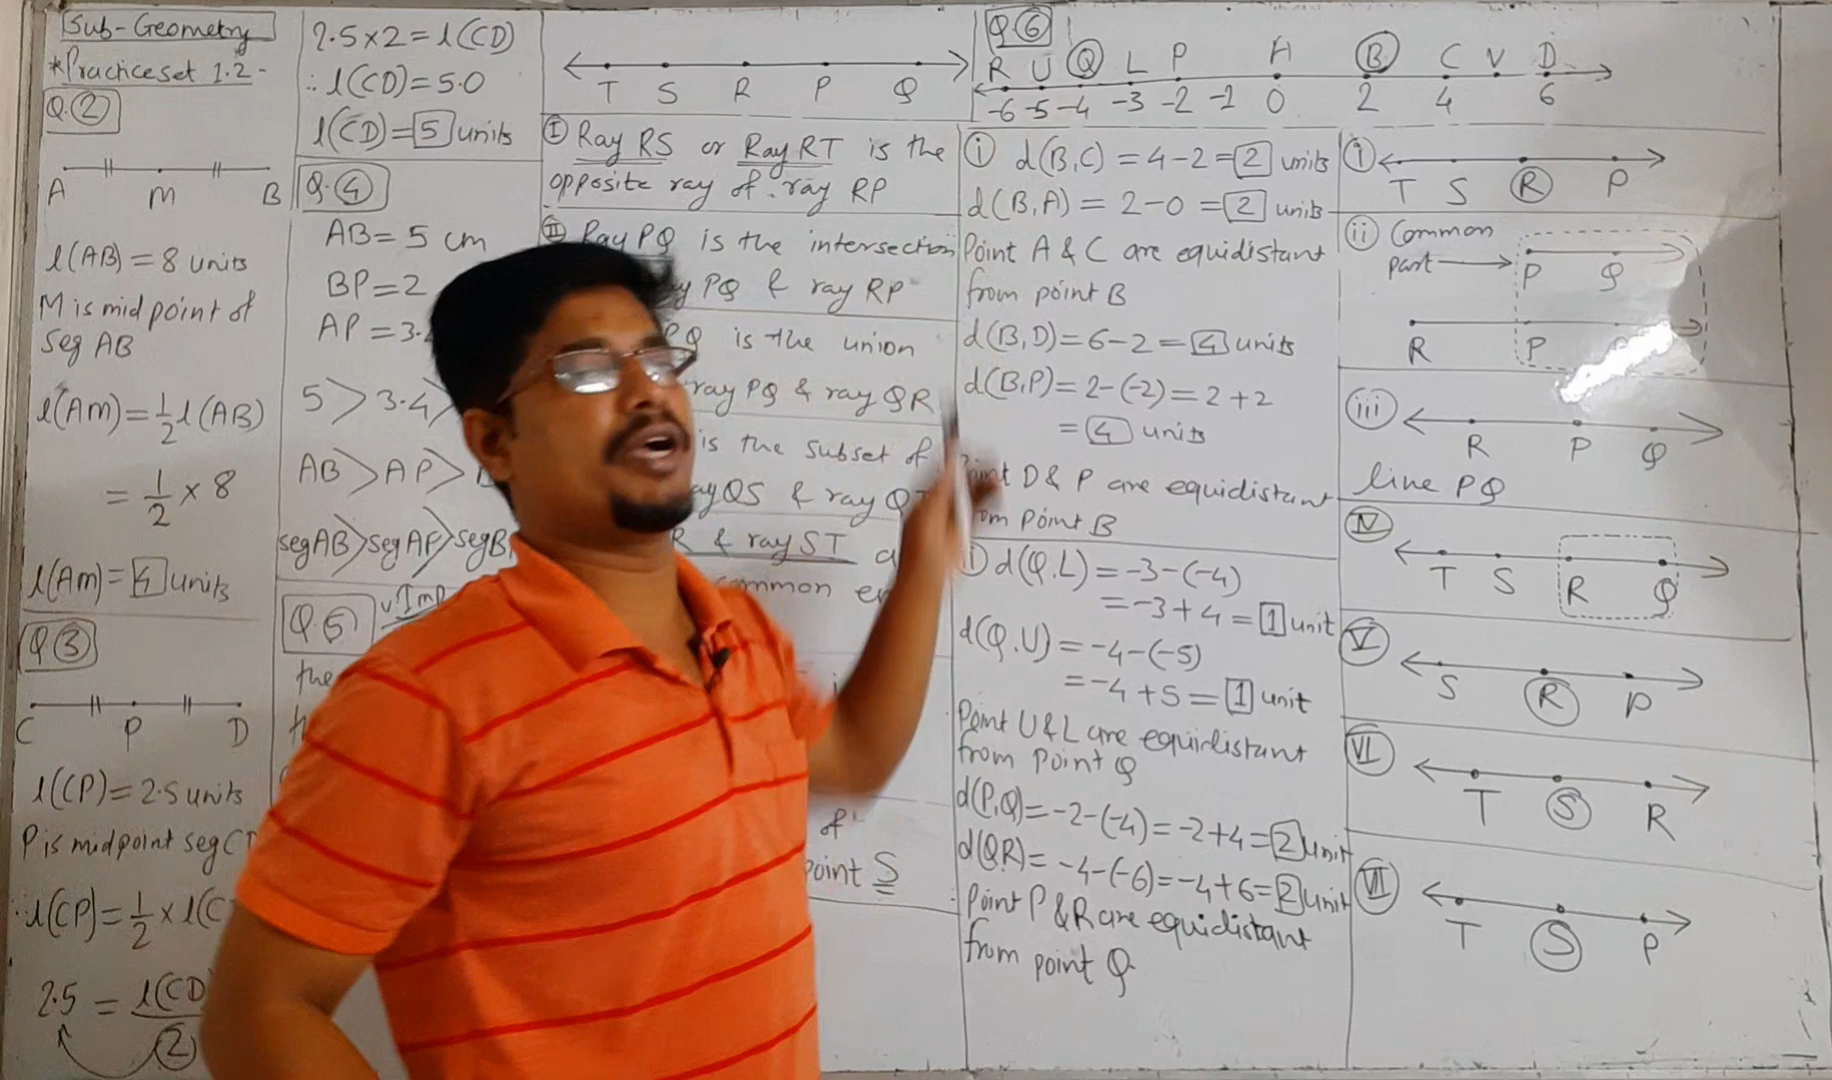 Sub-Geometry
*Practice set 1.2-
Q.②
A M B
l(AB)=8 units
M is mid point of
seg AB
l(Am)=1/2 l(AB)
= 1/2 × 8
l(Am)=4 units
Q③
C P D
l(CP)=2.5 units
P is midpoint seg CD
∴ l(CP)=1/2 × l(C
2.5 = l(CD)
2
2.5×2=l(CD)
∴ l(CD)=5.0
l(CD)=5 units
Q.④
AB=5 cm
BP=2
AP=3.
5>3.4>
AB>AP>
seg AB>seg AP>seg B
Q.5 v.Imp
the
T S R P Q
I Ray RS or Ray RT is the
opposite ray of ray RP
II Ray PQ is the intersection
PQ & ray RP
PQ is the union
ray PQ & ray QR
is the subset of
ray QS & ray QT
R & ray ST
common en
of
point S
Q⑥
R U Q L P A B C V D
-6 -5 -4 -3 -2 -1 0 2 4 6
i d(B,C) = 4-2=2 units
d(B,A) = 2-0=2 units
Point A & C are equidistant
from point B
d(B,D)=6-2=4 units
d(B,P)=2-(-2)=2+2
=4 units
Point D & P are equidistant
from point B
d(Q.L)=-3-(-4)
=-3+4=1 unit
d(Q.U)=-4-(-5)
=-4+5=1 unit
Point U & L are equidistant
from point Q
d(P,Q)=-2-(-4)=-2+4=2 unit
d(QR)=-4-(-6)=-4+6=2 unit
Point P & R are equidistant
from point Q
i T S R P
ii Common
part P Q
R P
iii R P Q
line PQ
IV T S R Q
V S R P
VI T S R
VII T S P